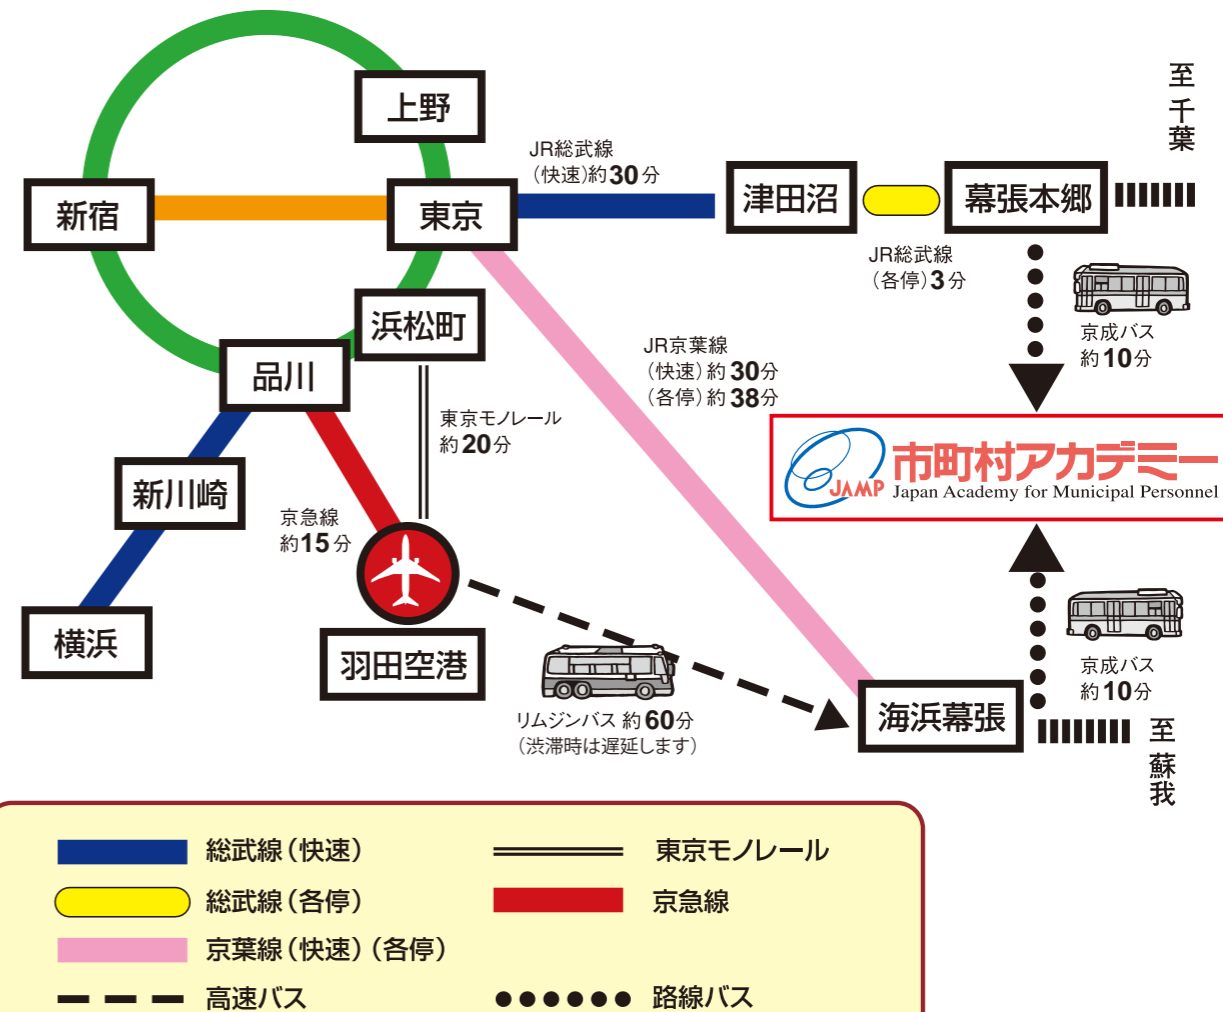 上野
至 千葉
JR総武線
（快速）約30分
新宿
東京
津田沼
幕張本郷
JR総武線
（各停）3分
浜松町
京成バス
約10分
品川
JR京葉線
（快速）約30分
（各停）約38分
東京モノレール
約20分
市町村アカデミー
JAMP
Japan Academy for Municipal Personnel
新川崎
京急線
約15分
横浜
羽田空港
京成バス
約10分
リムジンバス 約60分
（渋滞時は遅延します）
海浜幕張
至 蘇我
総武線（快速）
東京モノレール
総武線（各停）
京急線
京葉線（快速）（各停）
高速バス
路線バス